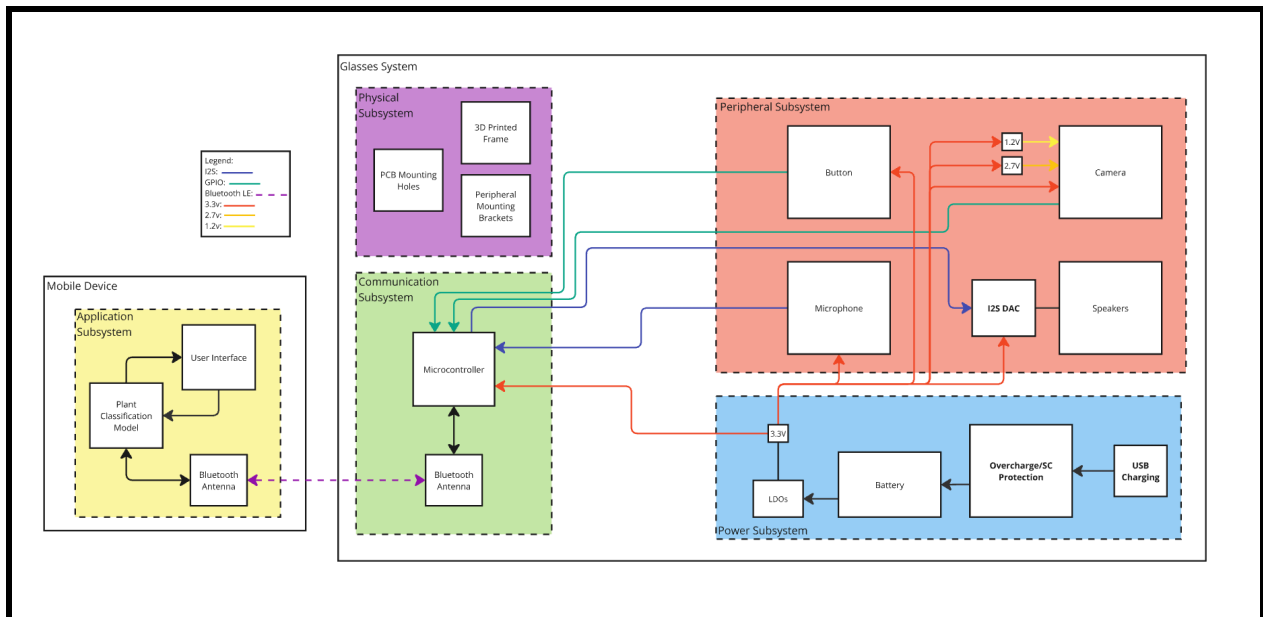 Glasses System
Physical
Subsystem
3D Printed
Frame
PCB Mounting
Holes
Peripheral
Mounting
Brackets
Legend:
I2S:
GPIO:
Bluetooth LE:
3.3v:
2.7v:
1.2v:
Peripheral Subsystem
Button
1.2V
2.7V
Camera
Microphone
I2S DAC
Speakers
Mobile Device
Application
Subsystem
User Interface
Plant
Classification
Model
Bluetooth
Antenna
Communication
Subsystem
Microcontroller
Bluetooth
Antenna
3.3V
LDOs
Battery
Overcharge/SC
Protection
USB
Charging
Power Subsystem